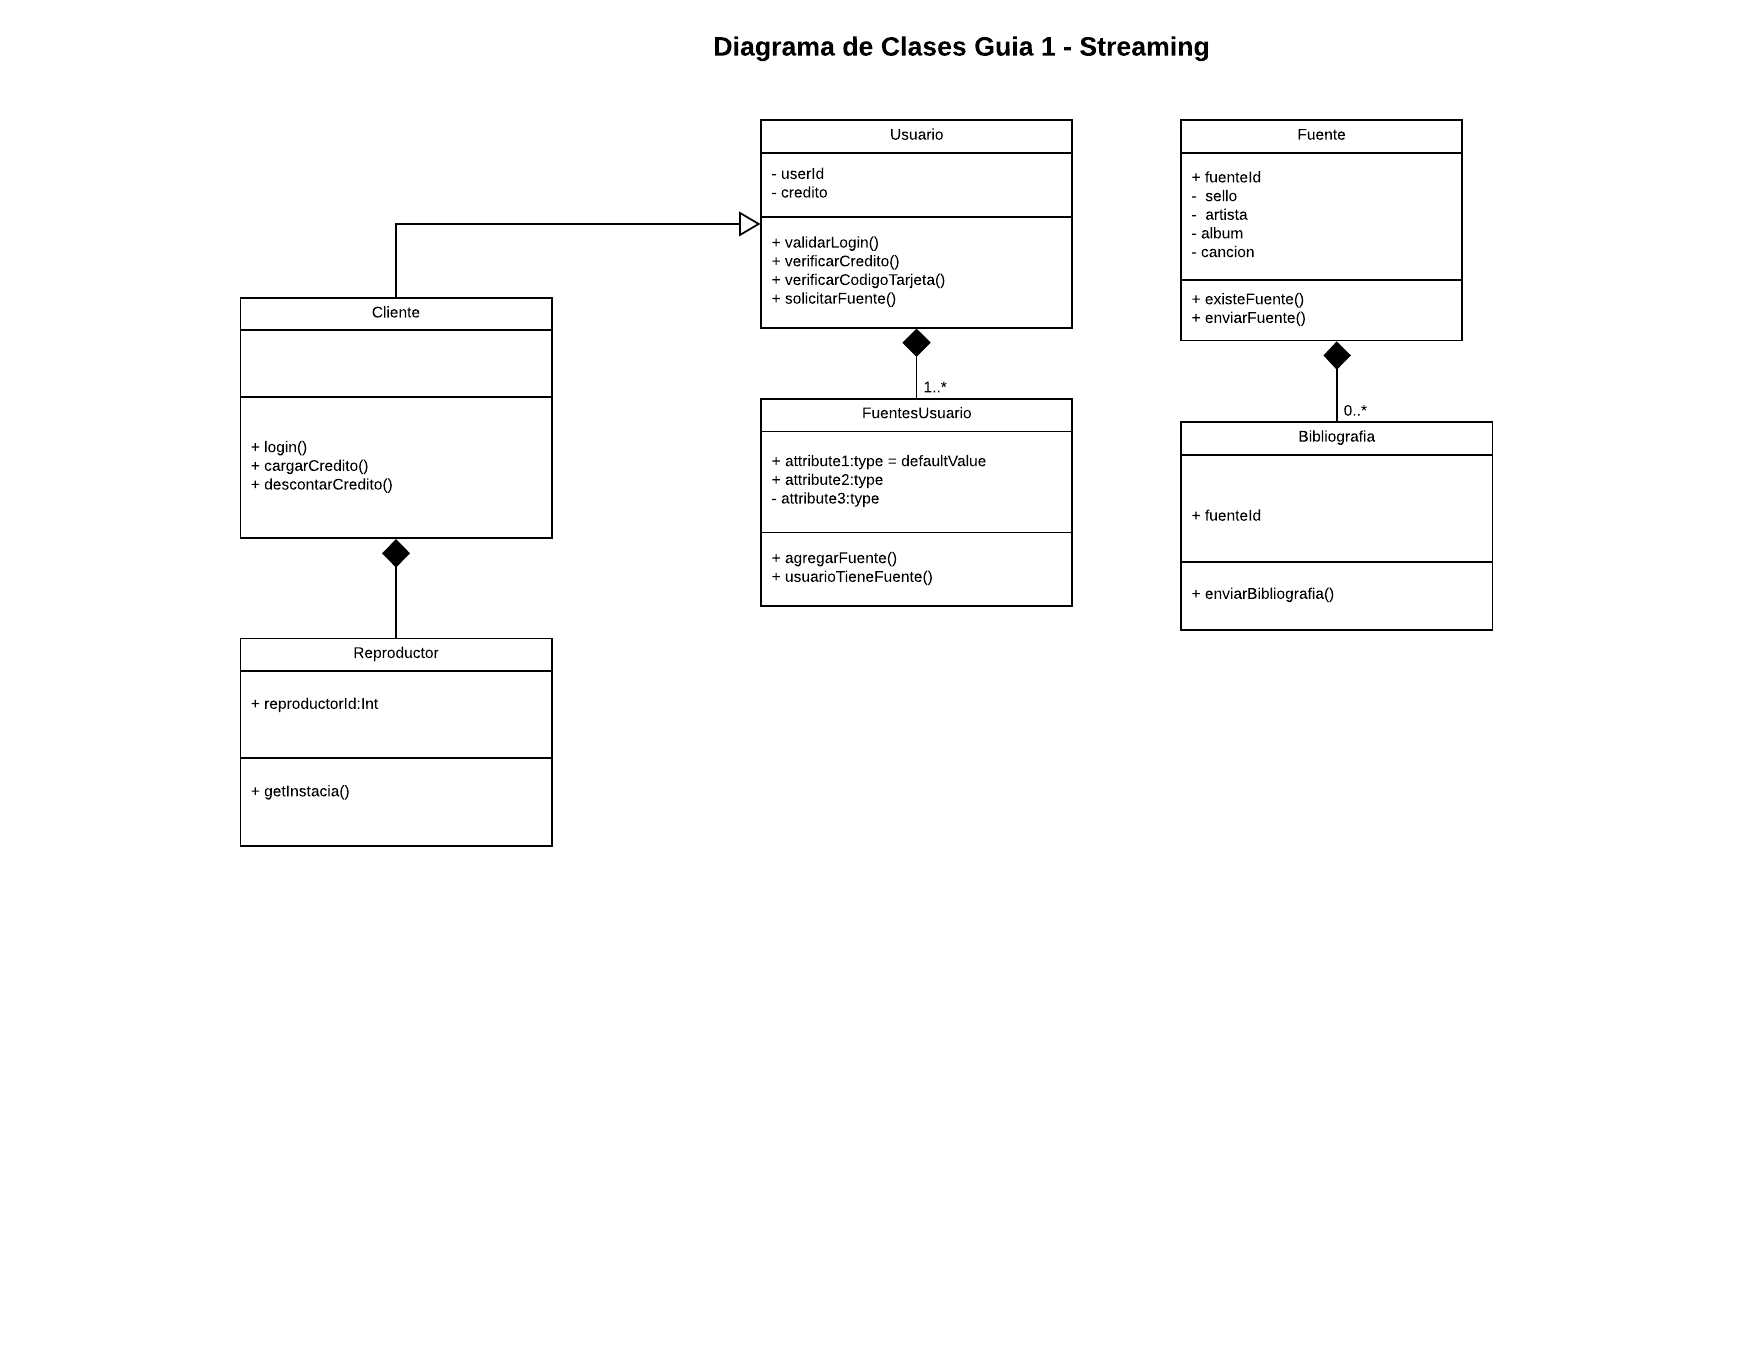 Diagrama de Clases Guia 1 - Streaming
Usuario
- userId
- credito
+ validarLogin()
+ verificarCredito()
+ verificarCodigoTarjeta()
+ solicitarFuente()
Fuente
+ fuenteId
-  sello
-  artista
- album
- cancion
+ existeFuente()
+ enviarFuente()
Cliente
+ login()
+ cargarCredito()
+ descontarCredito()
1..*
FuentesUsuario
+ attribute1:type = defaultValue
+ attribute2:type
- attribute3:type
+ agregarFuente()
+ usuarioTieneFuente()
0..*
Bibliografia
+ fuenteId
+ enviarBibliografia()
Reproductor
+ reproductorId:Int
+ getInstacia()